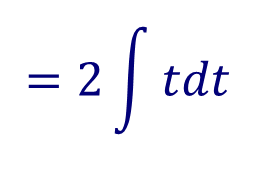 = 2 ∫ tdt